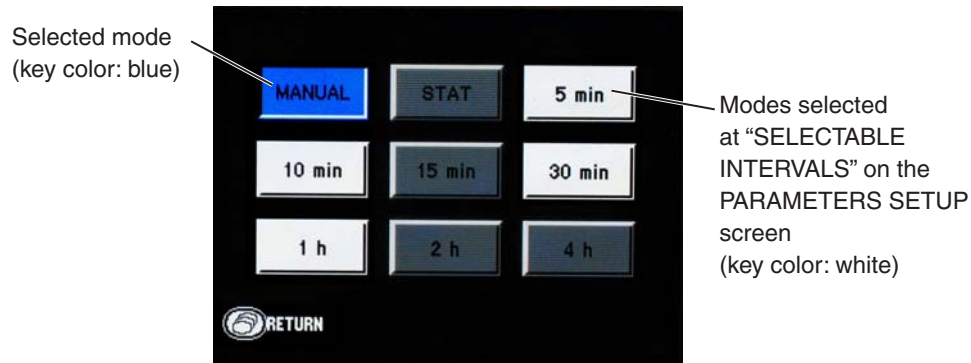 Selected mode
(key color: blue)
MANUAL STAT 5 min
10 min 15 min 30 min
1 h 2 h 4 h
RETURN
Modes selected
at “SELECTABLE
INTERVALS” on the
PARAMETERS SETUP
screen
(key color: white)